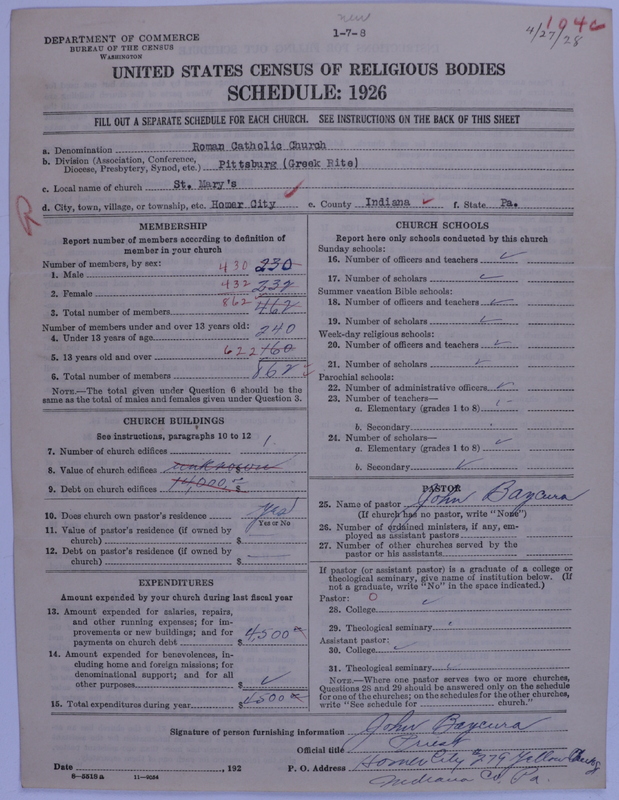 new
DEPARTMENT OF COMMERCE
BUREAU OF THE CENSUS
WASHINGTON
1-7-8
4/27/28
UNITED STATES CENSUS OF RELIGIOUS BODIES
SCHEDULE: 1926
FILL OUT A SEPARATE SCHEDULE FOR EACH CHURCH. SEE INSTRUCTIONS ON THE BACK OF THIS SHEET
a. Denomination Roman Catholic Church
b. Division (Association, Conference, Diocese, Presbytery, Synod, etc.) Pittsburg (Greek Rite)
c. Local name of church St. Mary's
d. City, town, village, or township, etc. Homer City e. County Indiana f. State Pa.
R
MEMBERSHIP
Report number of members according to definition of
member in your church
Number of members, by sex:
1. Male 430 230
2. Female 432 232
3. Total number of members 862 462
Number of members under and over 13 years old:
4. Under 13 years of age 240
5. 13 years old and over 622 160
6. Total number of members 862
NOTE.—The total given under Question 6 should be the
same as the total of males and females given under Question 3.
CHURCH BUILDINGS
See instructions, paragraphs 10 to 12
7. Number of church edifices 1
8. Value of church edifices unknown
9. Debt on church edifices 14,000 $
10. Does church own pastor's residence yes
Yes or No
11. Value of pastor's residence (if owned by
church) $
12. Debt on pastor's residence (if owned by
church) $
EXPENDITURES
Amount expended by your church during last fiscal year
13. Amount expended for salaries, repairs,
and other running expenses; for im-
provements or new buildings; and for
payments on church debt $ 4,500
14. Amount expended for benevolences, in-
cluding home and foreign missions; for
denominational support; and for all
other purposes $
15. Total expenditures during year $ 4500
CHURCH SCHOOLS
Report here only schools conducted by this church
Sunday schools:
16. Number of officers and teachers
17. Number of scholars
Summer vacation Bible schools:
18. Number of officers and teachers
19. Number of scholars
Week-day religious schools:
20. Number of officers and teachers
21. Number of scholars
Parochial schools:
22. Number of administrative officers
23. Number of teachers—
a. Elementary (grades 1 to 8)
b. Secondary
24. Number of scholars—
a. Elementary (grades 1 to 8)
b. Secondary
PASTOR
25. Name of pastor John Baycura
(If church has no pastor, write "None")
26. Number of ordained ministers, if any, em-
ployed as assistant pastors
27. Number of other churches served by the
pastor or his assistants
If pastor (or assistant pastor) is a graduate of a college or
theological seminary, give name of institution below. (If
not a graduate, write "No" in the space indicated.)
Pastor: O
28. College
29. Theological seminary
Assistant pastor:
30. College
31. Theological seminary
NOTE.—Where one pastor serves two or more churches,
Questions 28 and 29 should be answered only on the schedule
for one of the churches; on the schedules for the other churches,
write "See schedule for church."
Signature of person furnishing information John Baycura
Official title Priest
Date , 192 P. O. Address Homer City 279 Yellow
Indiana Co. Pa.
8—5519 a 11—9084